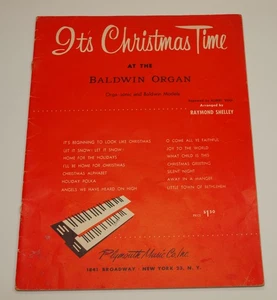 It's Christmas Time
AT THE
BALDWIN ORGAN
Arranged by
RAYMOND SHELLEY
IT'S BEGINNING TO LOOK LIKE CHRISTMAS
LET IT SNOW! LET IT SNOW!
HOME FOR THE HOLIDAYS
I'LL BE HOME FOR CHRISTMAS
CHRISTMAS ALPHABET
HOLIDAY POLKA
ANGELS WE HAVE HEARD ON HIGH
O COME ALL YE FAITHFUL
JOY TO THE WORLD
WHAT CHILD IS THIS
CHRISTMAS GREETING
SILENT NIGHT
AWAY IN A MANGER
LITTLE TOWN OF BETHLEHEM
Plymouth Music Co. Inc.
1841 BROADWAY · NEW YORK 23, N. Y.